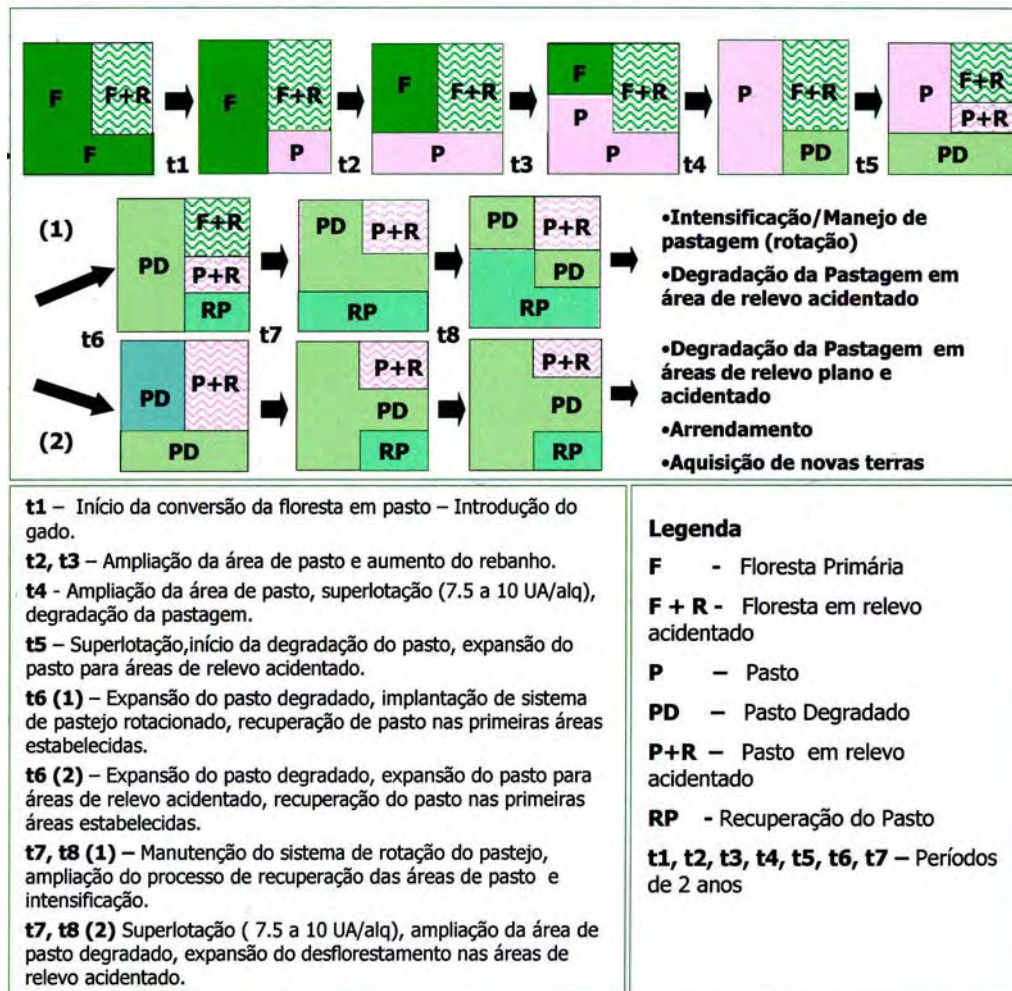 F F+R F
t1
F F+R P
t2
F F+R P
t3
F F+R P P
t4
P F+R PD
t5
P F+R P+R PD
(1)
t6
PD F+R P+R RP
t7
PD P+R RP
t8
PD P+R PD RP
•Intensificação/Manejo de
pastagem (rotação)
•Degradação da Pastagem em
área de relevo acidentado
(2)
PD P+R PD
P+R PD RP
P+R PD RP
•Degradação da Pastagem em
áreas de relevo plano e
acidentado
•Arrendamento
•Aquisição de novas terras
t1 – Início da conversão da floresta em pasto – Introdução do
gado.
t2, t3 – Ampliação da área de pasto e aumento do rebanho.
t4 - Ampliação da área de pasto, superlotação (7.5 a 10 UA/alq),
degradação da pastagem.
t5 – Superlotação,início da degradação do pasto, expansão do
pasto para áreas de relevo acidentado.
t6 (1) – Expansão do pasto degradado, implantação de sistema
de pastejo rotacionado, recuperação de pasto nas primeiras áreas
estabelecidas.
t6 (2) – Expansão do pasto degradado, expansão do pasto para
áreas de relevo acidentado, recuperação do pasto nas primeiras
áreas estabelecidas.
t7, t8 (1) – Manutenção do sistema de rotação do pastejo,
ampliação do processo de recuperação das áreas de pasto e
intensificação.
t7, t8 (2) Superlotação ( 7.5 a 10 UA/alq), ampliação da área de
pasto degradado, expansão do desflorestamento nas áreas de
relevo acidentado.
Legenda
F - Floresta Primária
F + R - Floresta em relevo
acidentado
P – Pasto
PD – Pasto Degradado
P+R – Pasto em relevo
acidentado
RP - Recuperação do Pasto
t1, t2, t3, t4, t5, t6, t7 – Períodos
de 2 anos